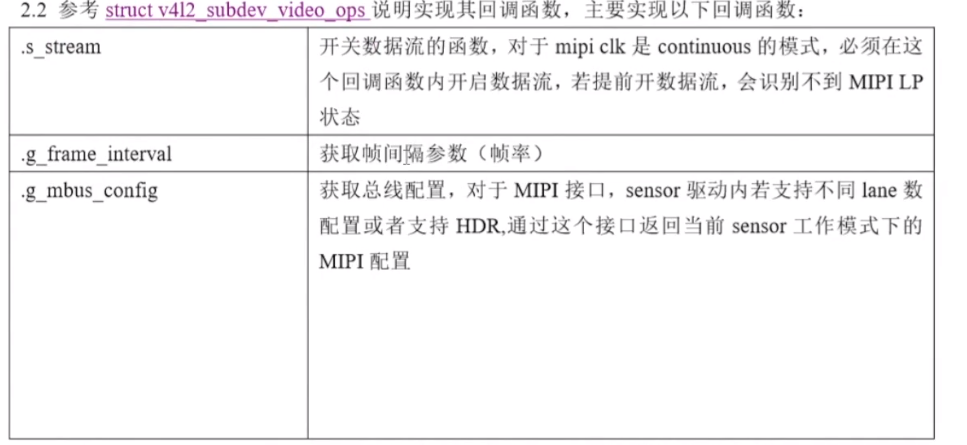 2.2 参考 struct v4l2_subdev_video_ops 说明实现其回调函数，主要实现以下回调函数：
.s_stream
开关数据流的函数，对于 mipi clk 是 continuous 的模式，必须在这
个回调函数内开启数据流，若提前开数据流，会识别不到 MIPI LP
状态
.g_frame_interval
获取帧间隔参数（帧率）
.g_mbus_config
获取总线配置，对于 MIPI 接口，sensor 驱动内若支持不同 lane 数
配置或者支持 HDR,通过这个接口返回当前 sensor 工作模式下的
MIPI 配置